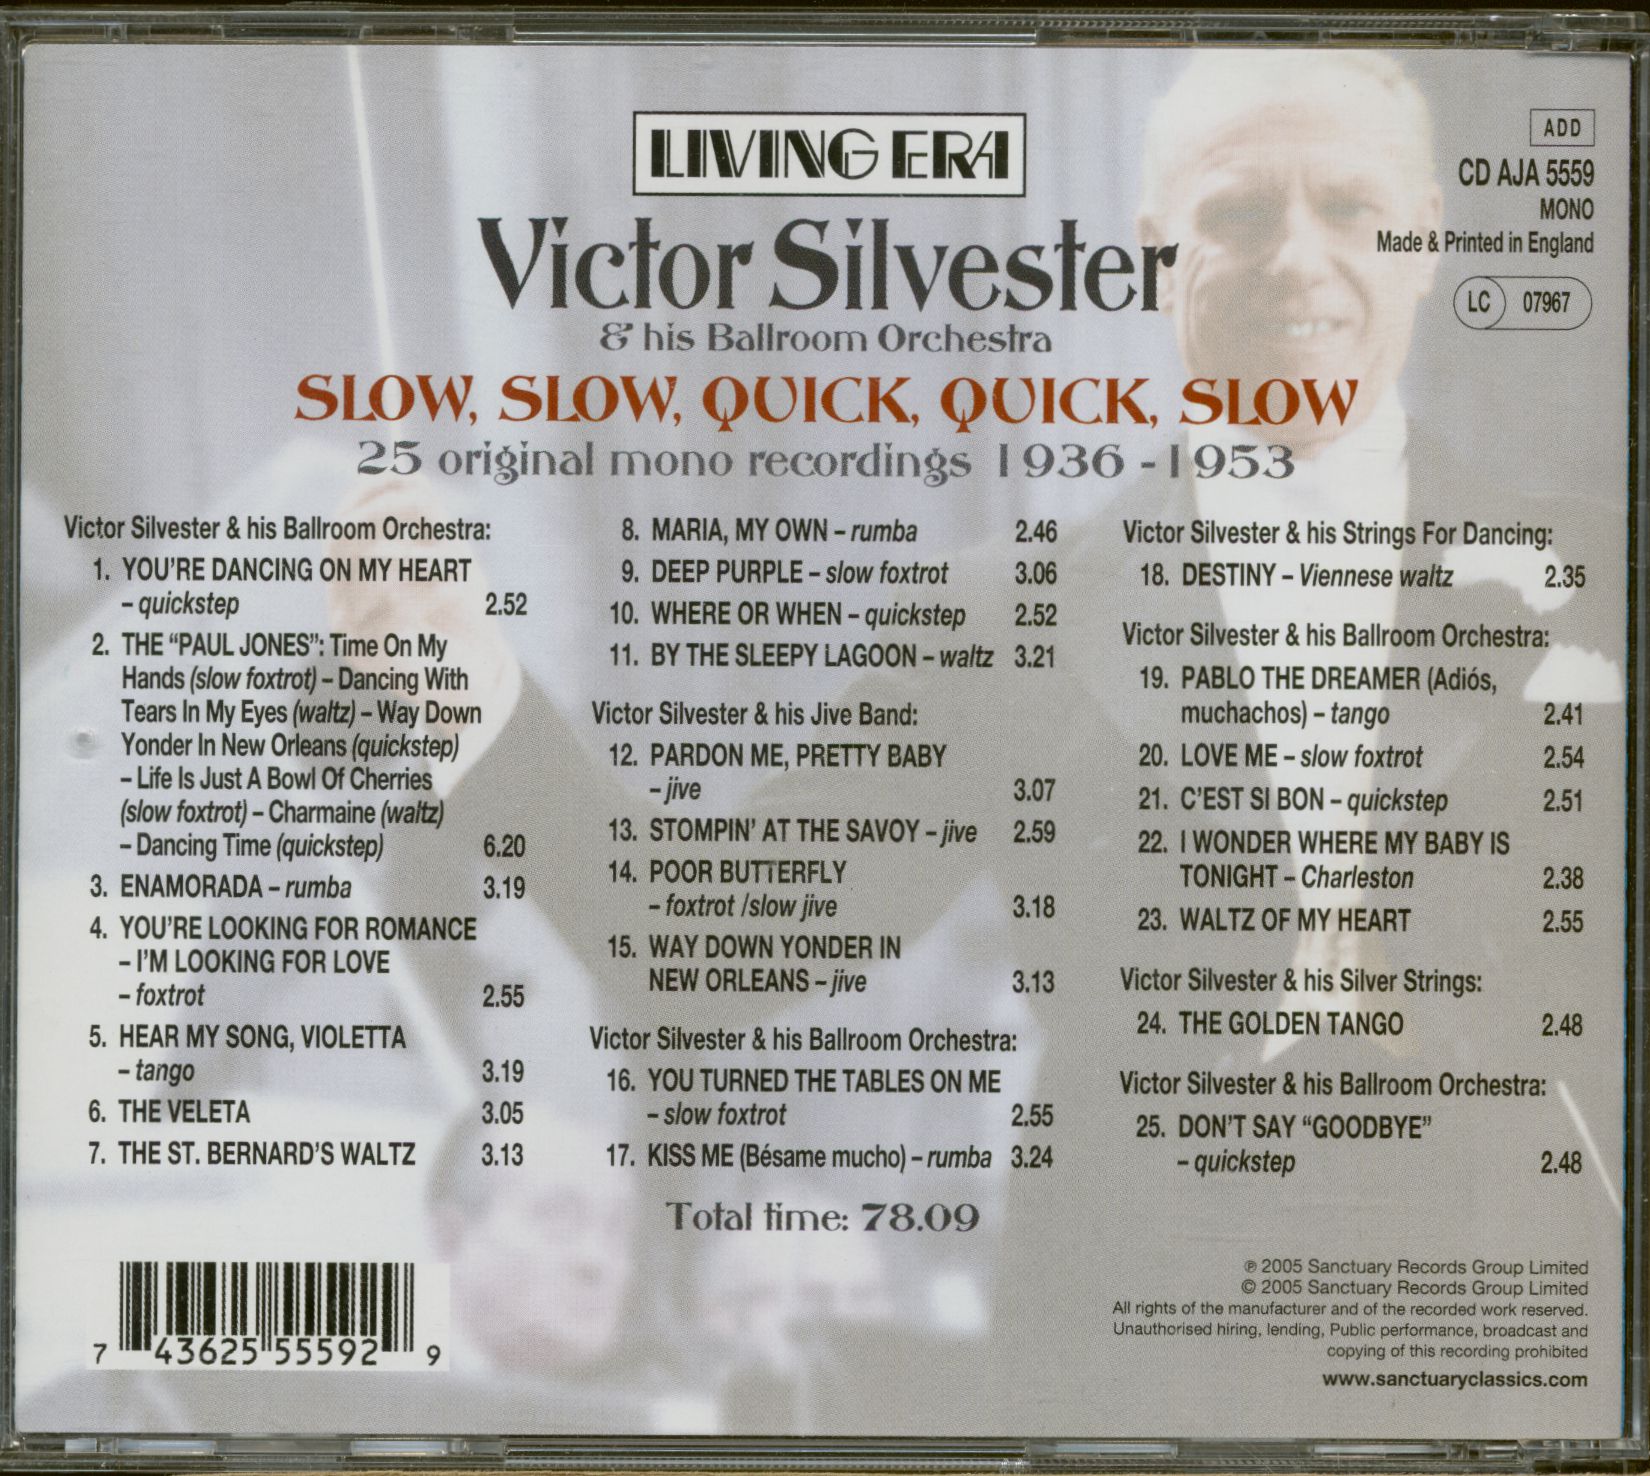 LIVING ERA
ADD
CD AJA 5559
MONO
Made & Printed in England
LC 07967
Victor Silvester
& his Ballroom Orchestra
SLOW, SLOW, QUICK, QUICK, SLOW
25 original mono recordings 1936 - 1953
Victor Silvester & his Ballroom Orchestra:
1. YOU'RE DANCING ON MY HEART
– quickstep 2.52
2. THE “PAUL JONES”: Time On My
Hands (slow foxtrot) – Dancing With
Tears In My Eyes (waltz) – Way Down
Yonder In New Orleans (quickstep)
– Life Is Just A Bowl Of Cherries
(slow foxtrot) – Charmaine (waltz)
– Dancing Time (quickstep) 6.20
3. ENAMORADA – rumba 3.19
4. YOU'RE LOOKING FOR ROMANCE
– I'M LOOKING FOR LOVE
– foxtrot 2.55
5. HEAR MY SONG, VIOLETTA
– tango 3.19
6. THE VELETA 3.05
7. THE ST. BERNARD'S WALTZ 3.13
8. MARIA, MY OWN – rumba 2.46
9. DEEP PURPLE – slow foxtrot 3.06
10. WHERE OR WHEN – quickstep 2.52
11. BY THE SLEEPY LAGOON – waltz 3.21
Victor Silvester & his Jive Band:
12. PARDON ME, PRETTY BABY
– jive 3.07
13. STOMPIN' AT THE SAVOY – jive 2.59
14. POOR BUTTERFLY
– foxtrot /slow jive 3.18
15. WAY DOWN YONDER IN
NEW ORLEANS – jive 3.13
Victor Silvester & his Ballroom Orchestra:
16. YOU TURNED THE TABLES ON ME
– slow foxtrot 2.55
17. KISS ME (Bésame mucho) – rumba 3.24
Victor Silvester & his Strings For Dancing:
18. DESTINY – Viennese waltz 2.35
Victor Silvester & his Ballroom Orchestra:
19. PABLO THE DREAMER (Adiós,
muchachos) – tango 2.41
20. LOVE ME – slow foxtrot 2.54
21. C'EST SI BON – quickstep 2.51
22. I WONDER WHERE MY BABY IS
TONIGHT – Charleston 2.38
23. WALTZ OF MY HEART 2.55
Victor Silvester & his Silver Strings:
24. THE GOLDEN TANGO 2.48
Victor Silvester & his Ballroom Orchestra:
25. DON'T SAY “GOODBYE”
– quickstep 2.48
Total time: 78.09
7 43625 55592 9
℗ 2005 Sanctuary Records Group Limited
© 2005 Sanctuary Records Group Limited
All rights of the manufacturer and of the recorded work reserved.
Unauthorised hiring, lending, Public performance, broadcast and
copying of this recording prohibited
www.sanctuaryclassics.com